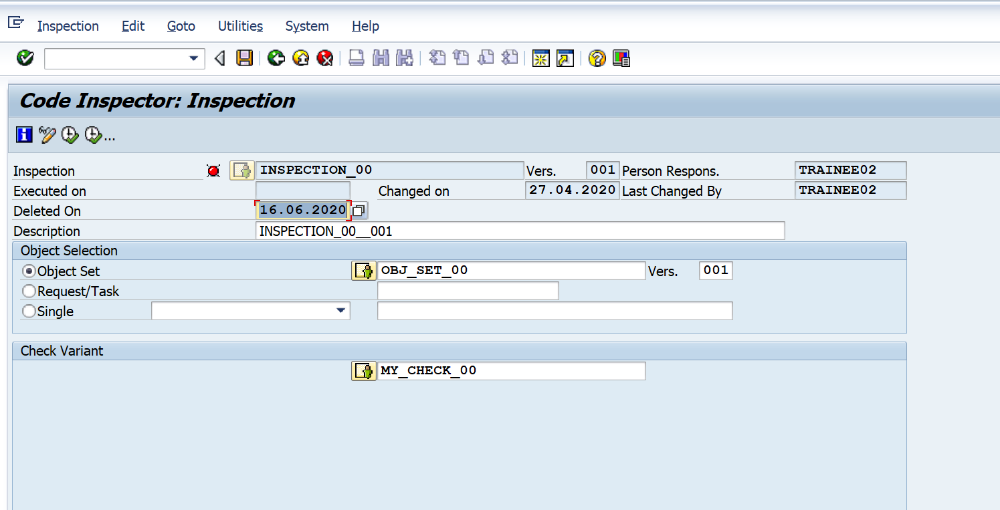 Inspection Edit Goto Utilities System Help
Code Inspector: Inspection
...
Inspection INSPECTION_00 Vers. 001 Person Respons. TRAINEE02
Executed on Changed on 27.04.2020 Last Changed By TRAINEE02
Deleted On 16.06.2020
Description INSPECTION_00__001
Object Selection
Object Set OBJ_SET_00 Vers. 001
Request/Task
Single
Check Variant
MY_CHECK_00